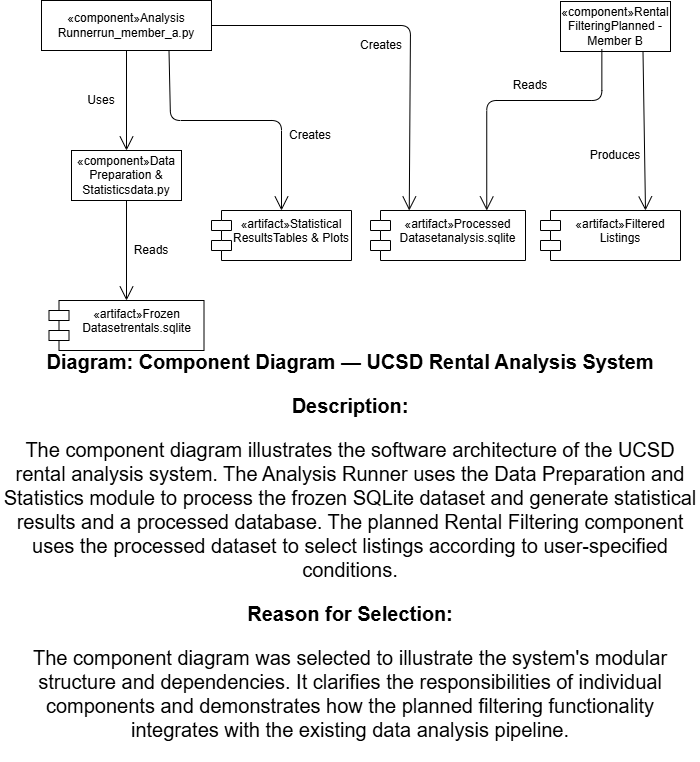 «component»Analysis
Runnerrun_member_a.py
«component»Rental
FilteringPlanned -
Member B
Creates
Reads
Uses
Creates
Produces
«component»Data
Preparation &
Statisticsdata.py
«artifact»Statistical
ResultsTables & Plots
«artifact»Processed
Datasetanalysis.sqlite
«artifact»Filtered
Listings
Reads
«artifact»Frozen
Datasetrentals.sqlite
Diagram: Component Diagram — UCSD Rental Analysis System
Description:
The component diagram illustrates the software architecture of the UCSD
rental analysis system. The Analysis Runner uses the Data Preparation and
Statistics module to process the frozen SQLite dataset and generate statistical
results and a processed database. The planned Rental Filtering component
uses the processed dataset to select listings according to user-specified
conditions.
Reason for Selection:
The component diagram was selected to illustrate the system's modular
structure and dependencies. It clarifies the responsibilities of individual
components and demonstrates how the planned filtering functionality
integrates with the existing data analysis pipeline.